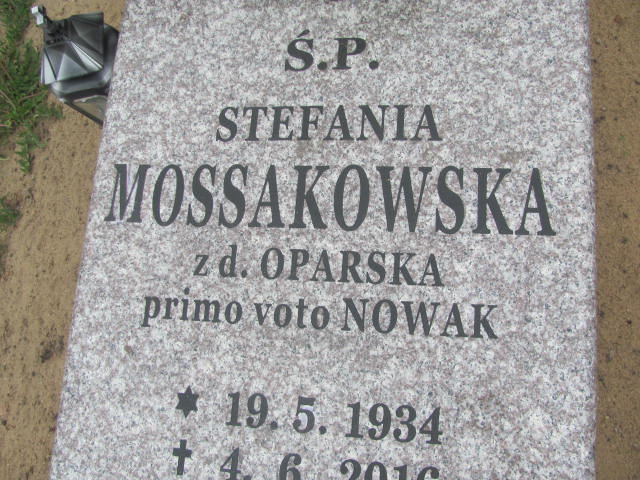 Ś.P.
STEFANIA
MOSSAKOWSKA
z d. OPARSKA
primo voto NOWAK
* 19. 5. 1934
† 4. 6. 2016